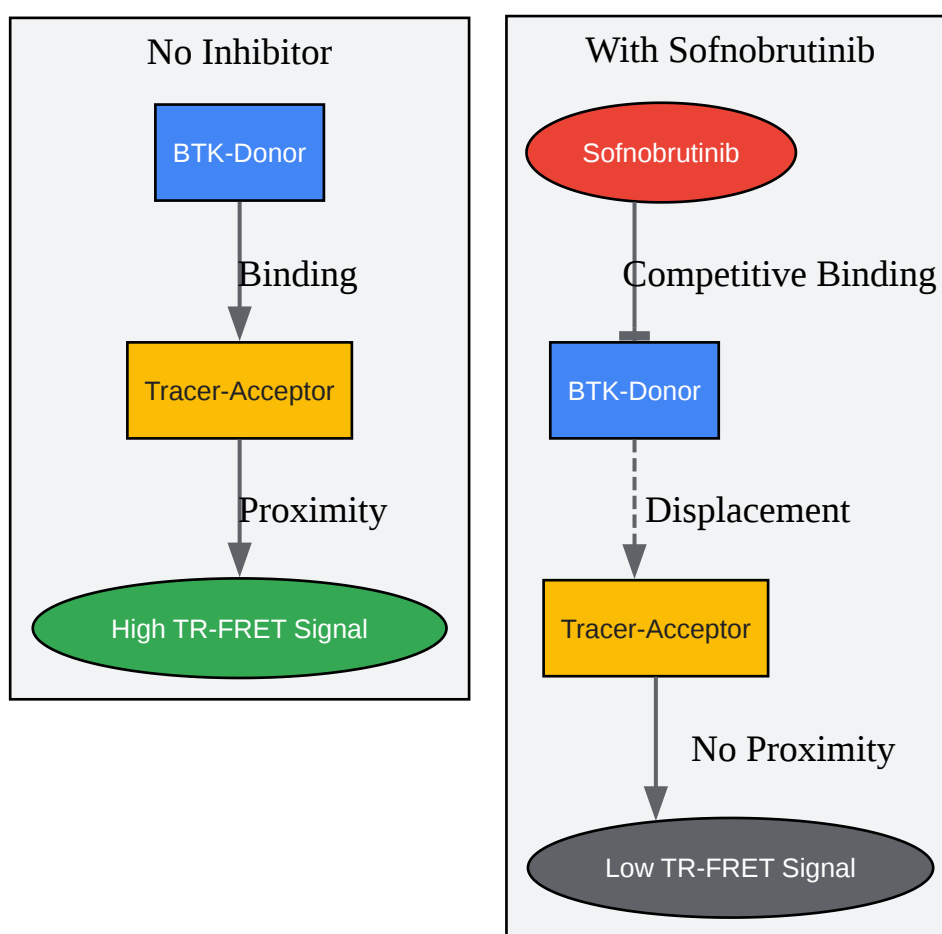 No Inhibitor
BTK-Donor
Binding
Tracer-Acceptor
Proximity
High TR-FRET Signal
With Sofnobrutinib
Sofnobrutinib
Competitive Binding
BTK-Donor
Displacement
Tracer-Acceptor
No Proximity
Low TR-FRET Signal